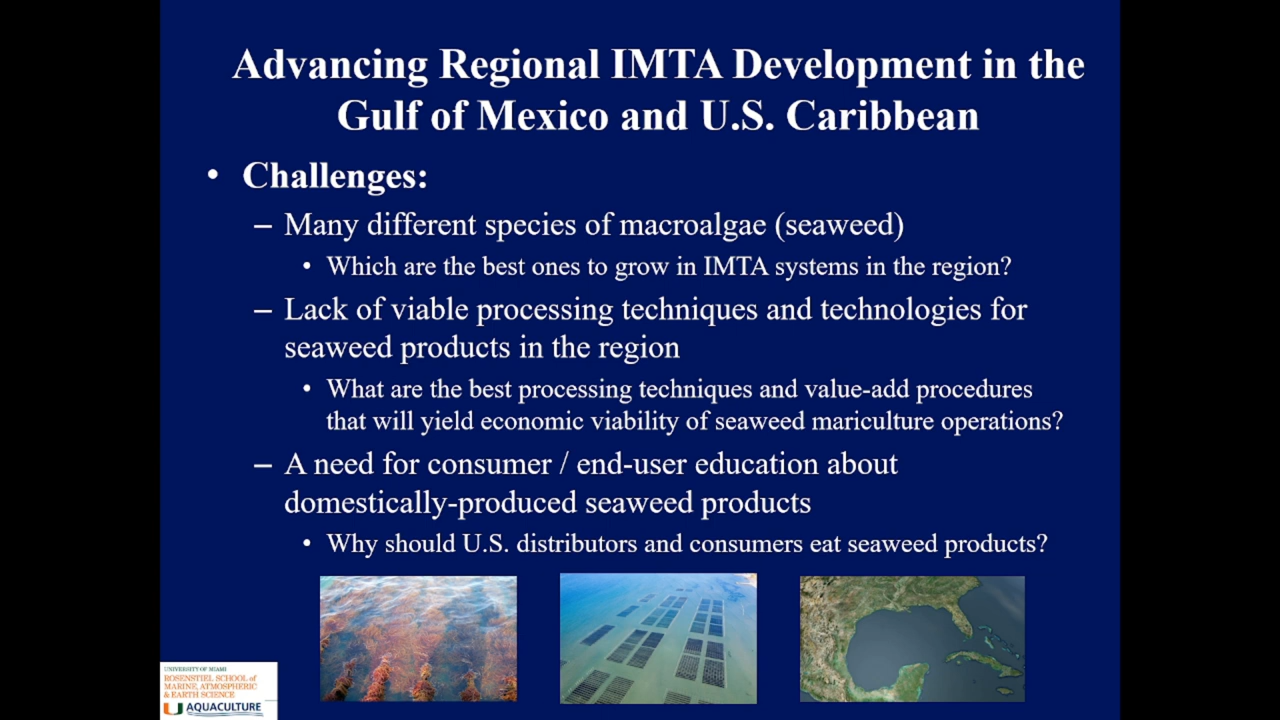 Advancing Regional IMTA Development in the
Gulf of Mexico and U.S. Caribbean
• Challenges:
– Many different species of macroalgae (seaweed)
• Which are the best ones to grow in IMTA systems in the region?
– Lack of viable processing techniques and technologies for
seaweed products in the region
• What are the best processing techniques and value-add procedures
that will yield economic viability of seaweed mariculture operations?
– A need for consumer / end-user education about
domestically-produced seaweed products
• Why should U.S. distributors and consumers eat seaweed products?
UNIVERSITY OF MIAMI
ROSENSTIEL SCHOOL of
MARINE, ATMOSPHERIC
& EARTH SCIENCE
U AQUACULTURE